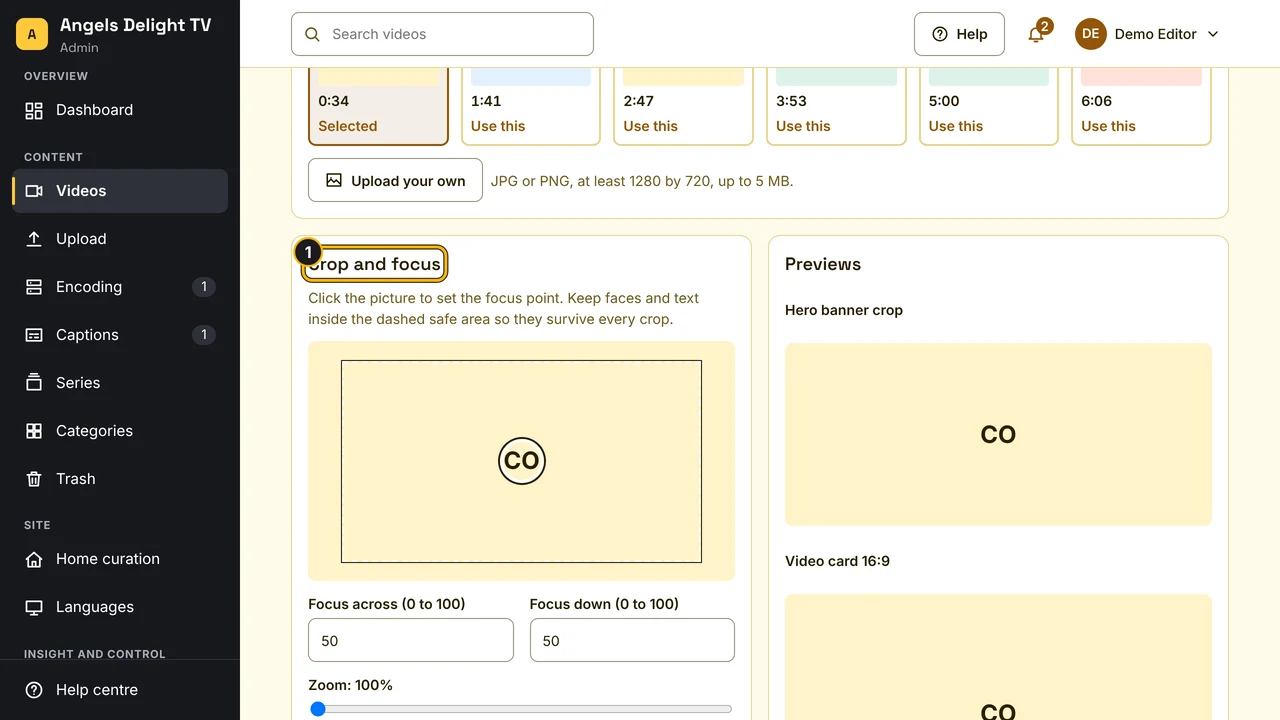 A
Angels Delight TV
Admin
OVERVIEW
Dashboard
CONTENT
Videos
Upload
Encoding 1
Captions 1
Series
Categories
Trash
SITE
Home curation
Languages
INSIGHT AND CONTROL
Help centre
Search videos
Help
2
DE
Demo Editor
0:34
Selected
1:41
Use this
2:47
Use this
3:53
Use this
5:00
Use this
6:06
Use this
Upload your own
JPG or PNG, at least 1280 by 720, up to 5 MB.
1
Crop and focus
Click the picture to set the focus point. Keep faces and text
inside the dashed safe area so they survive every crop.
CO
Focus across (0 to 100)
50
Focus down (0 to 100)
50
Zoom: 100%
Previews
Hero banner crop
CO
Video card 16:9
CO